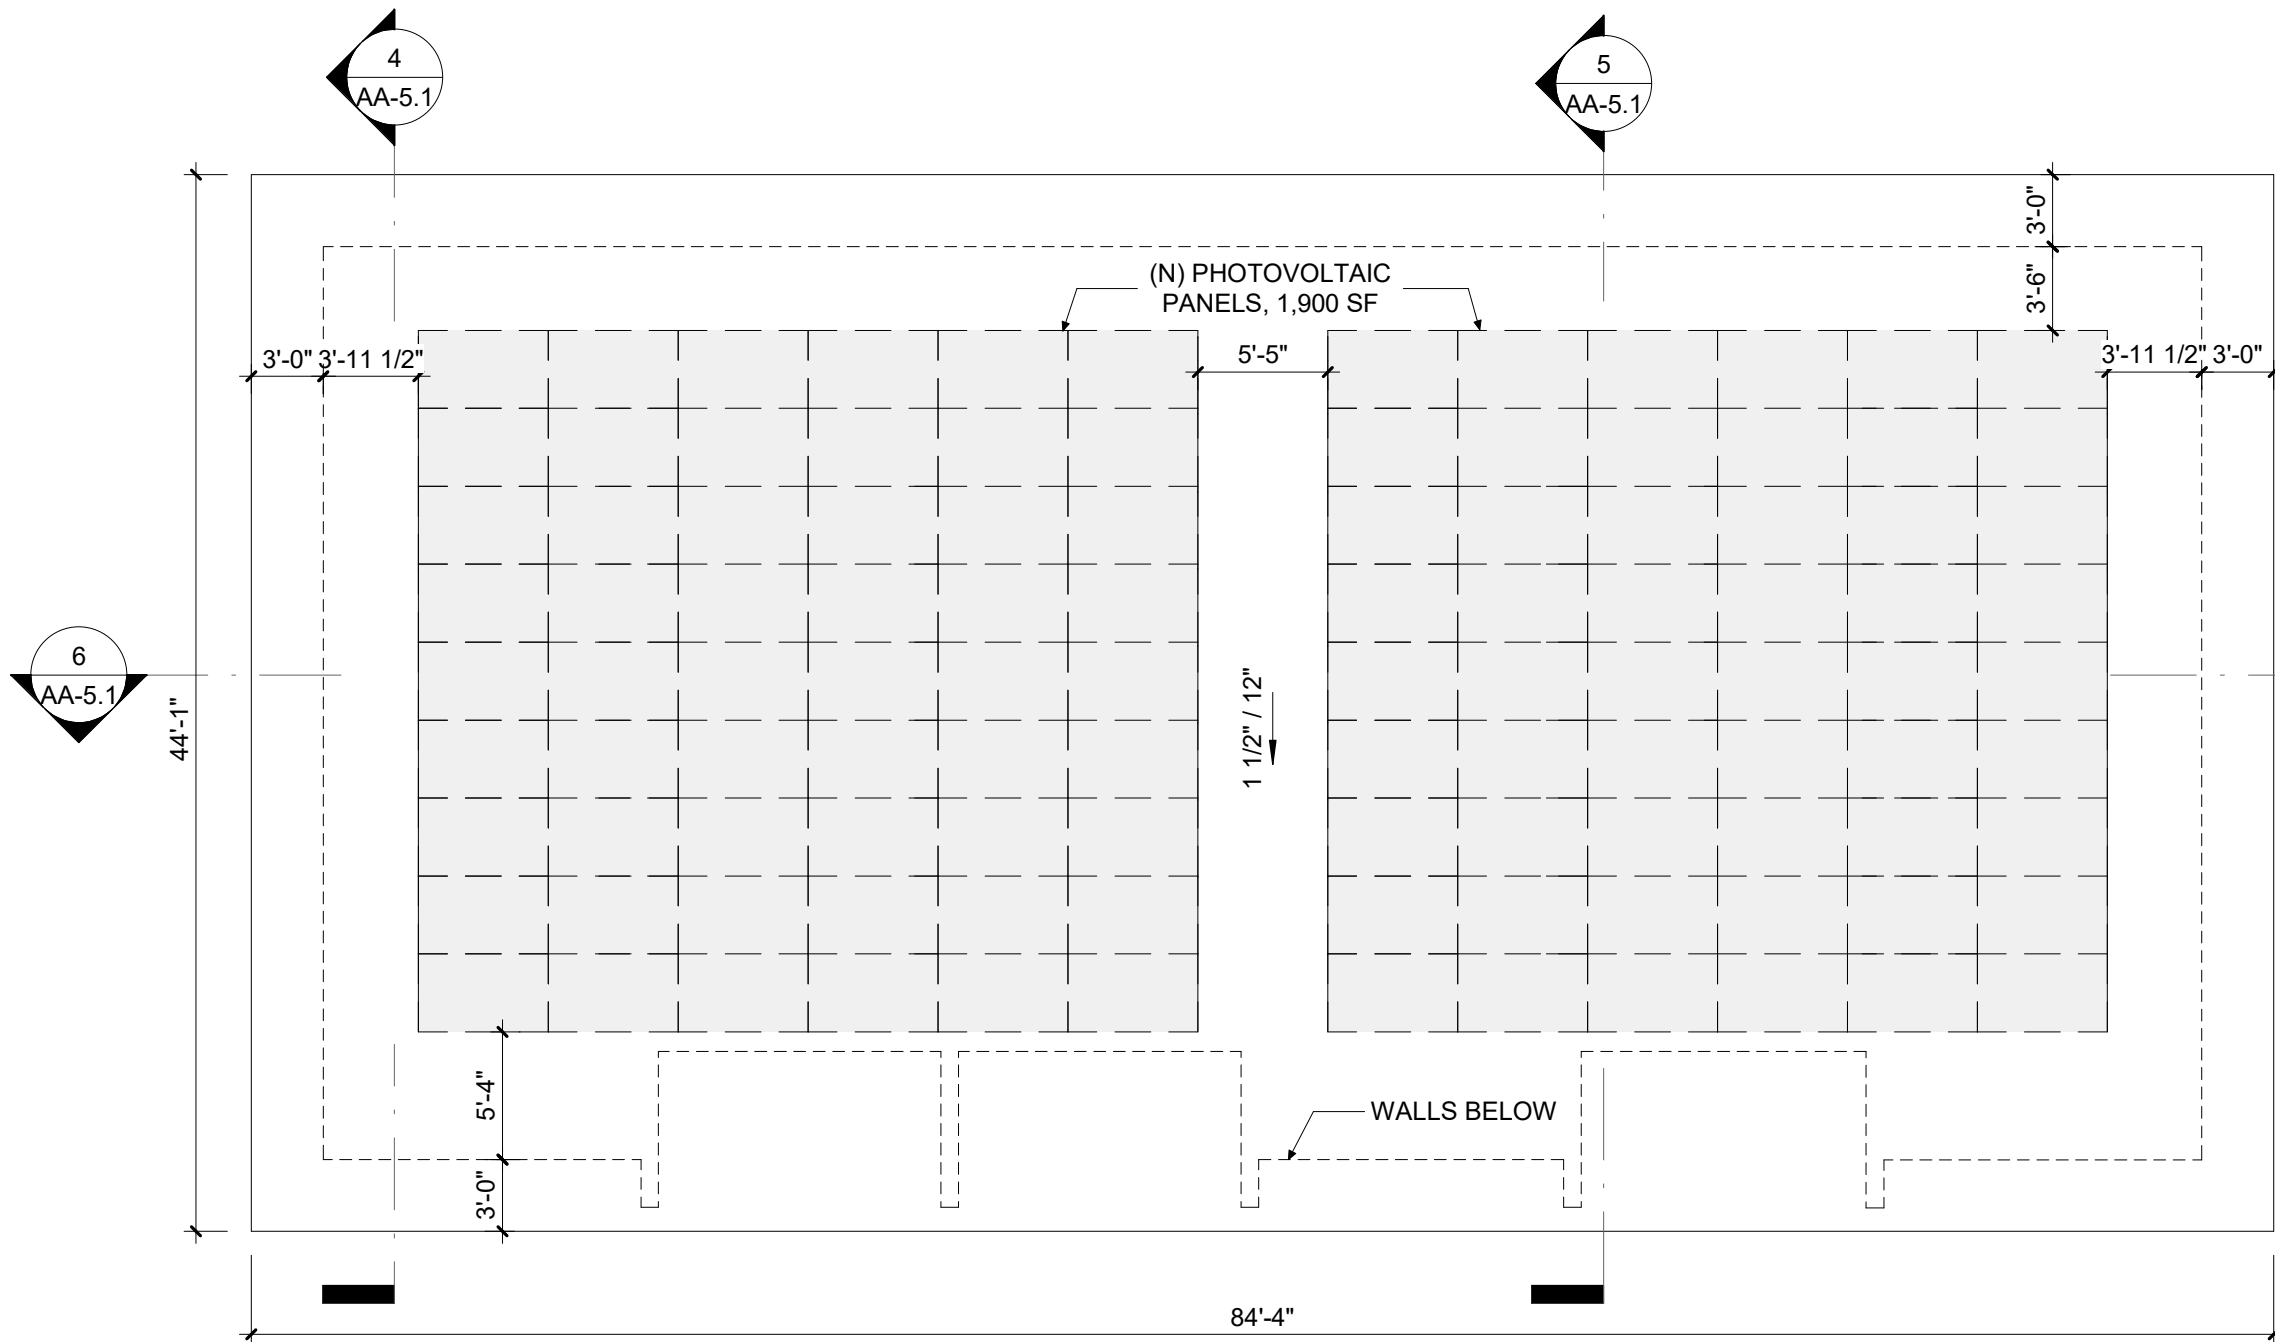 4
AA-5.1
5
AA-5.1
3'-0"
3'-6"
(N) PHOTOVOLTAIC
PANELS, 1,900 SF
3'-0" 3'-11 1/2"
5'-5"
3'-11 1/2" 3'-0"
6
AA-5.1
44'-1"
1 1/2" / 12"
5'-4"
WALLS BELOW
3'-0"
84'-4"